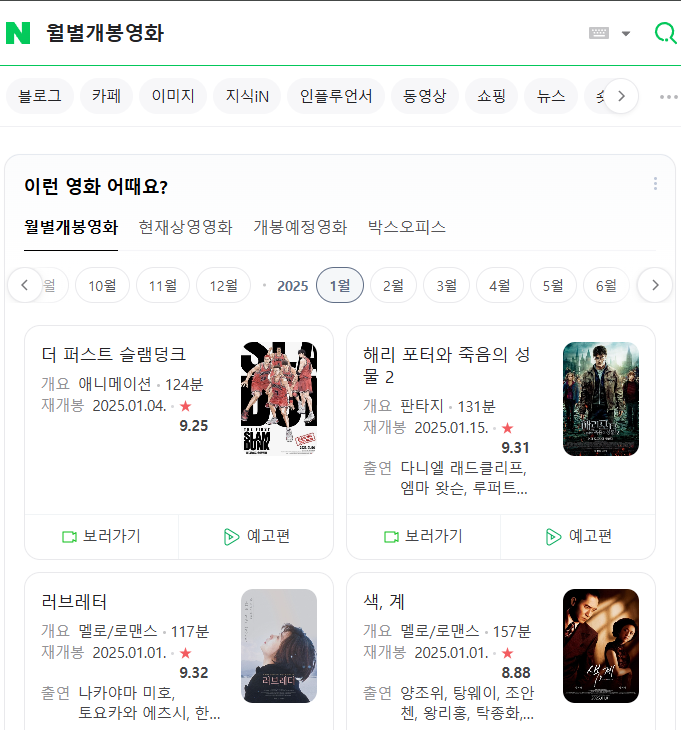 월별개봉영화
블로그 카페 이미지 지식iN 인플루언서 동영상 쇼핑 뉴스
이런 영화 어때요?
월별개봉영화 현재상영영화 개봉예정영화 박스오피스
월 10월 11월 12월 · 2025 1월 2월 3월 4월 5월 6월
더 퍼스트 슬램덩크
개요 애니메이션 · 124분
재개봉 2025.01.04. · ★
9.25
THE FIRST
SLAM
DUNK
보러가기 예고편
해리 포터와 죽음의 성
물 2
개요 판타지 · 131분
재개봉 2025.01.15. · ★
9.31
출연 다니엘 래드클리프,
엠마 왓슨, 루퍼트...
보러가기 예고편
러브레터
개요 멜로/로맨스 · 117분
재개봉 2025.01.01. · ★
9.32
출연 나카야마 미호,
토요카와 에츠시, 한...
러브레터
색, 계
개요 멜로/로맨스 · 157분
재개봉 2025.01.01. · ★
8.88
출연 양조위, 탕웨이, 조안
첸, 왕리홍, 탁종화,...
색,계